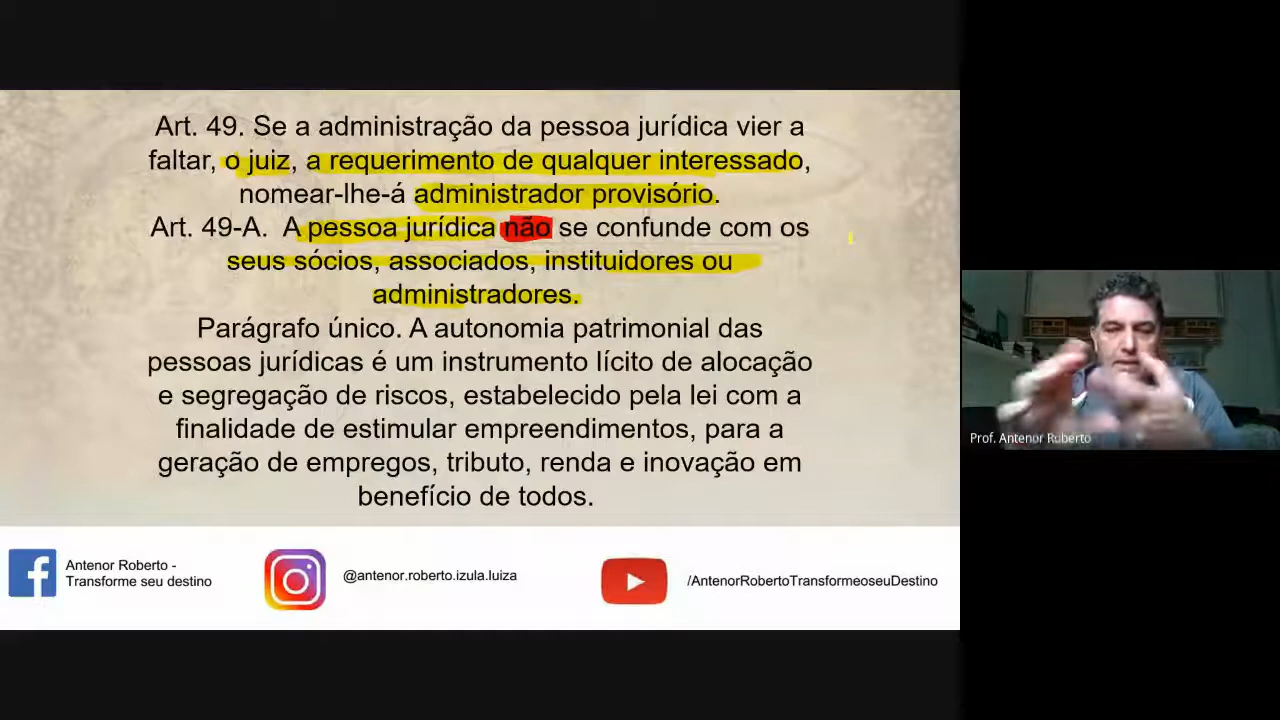 Art. 49. Se a administração da pessoa jurídica vier a
faltar, o juiz, a requerimento de qualquer interessado,
nomear-lhe-á administrador provisório.
Art. 49-A. A pessoa jurídica não se confunde com os
seus sócios, associados, instituidores ou
administradores.
Parágrafo único. A autonomia patrimonial das
pessoas jurídicas é um instrumento lícito de alocação
e segregação de riscos, estabelecido pela lei com a
finalidade de estimular empreendimentos, para a
geração de empregos, tributo, renda e inovação em
benefício de todos.
Prof. Antenor Roberto
Antenor Roberto -
Transforme seu destino
@antenor.roberto.izula.luiza
/AntenorRobertoTransformeoseuDestino